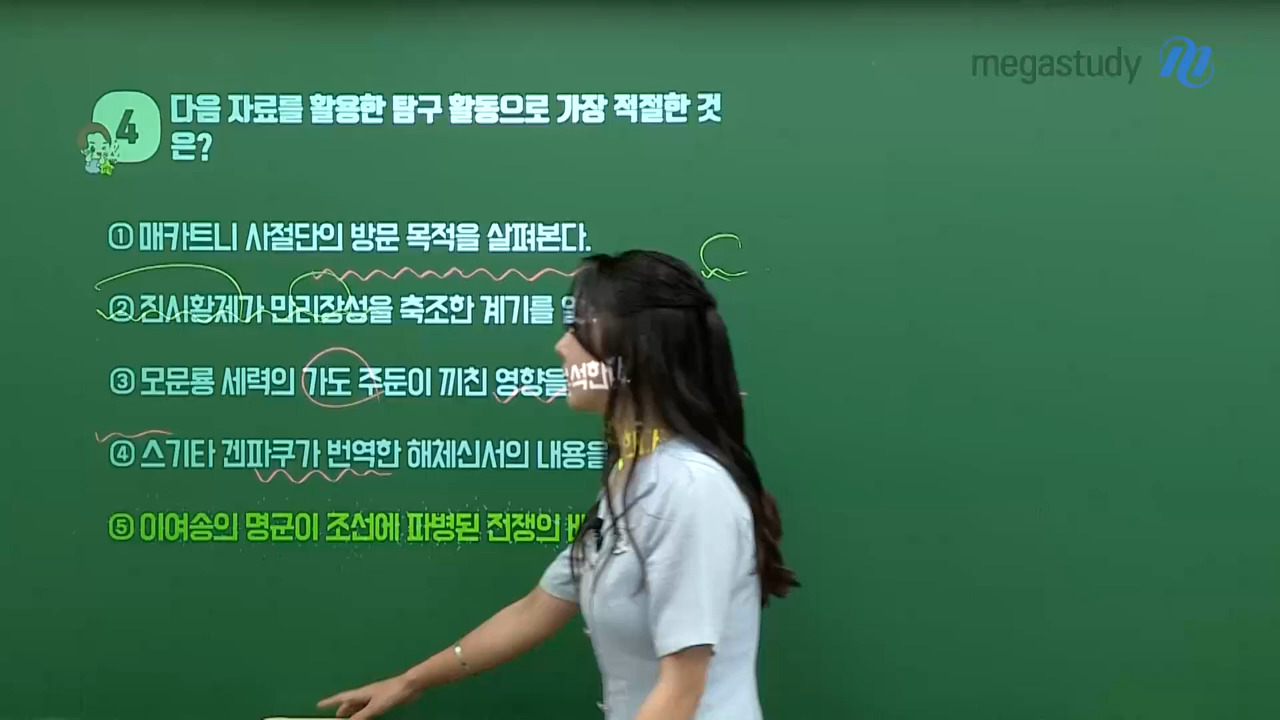 megastudy
4 다음 자료를 활용한 탐구 활동으로 가장 적절한 것
은?
① 매카트니 사절단의 방문 목적을 살펴본다.
② 진시황제가 만리장성을 축조한 계기를
③ 모문룡 세력의 가도 주둔이 끼친 영향을
④ 스기타 겐파쿠가 번역한 해체신서의 내용을
⑤ 이여송의 명군이 조선에 파병된 전쟁의